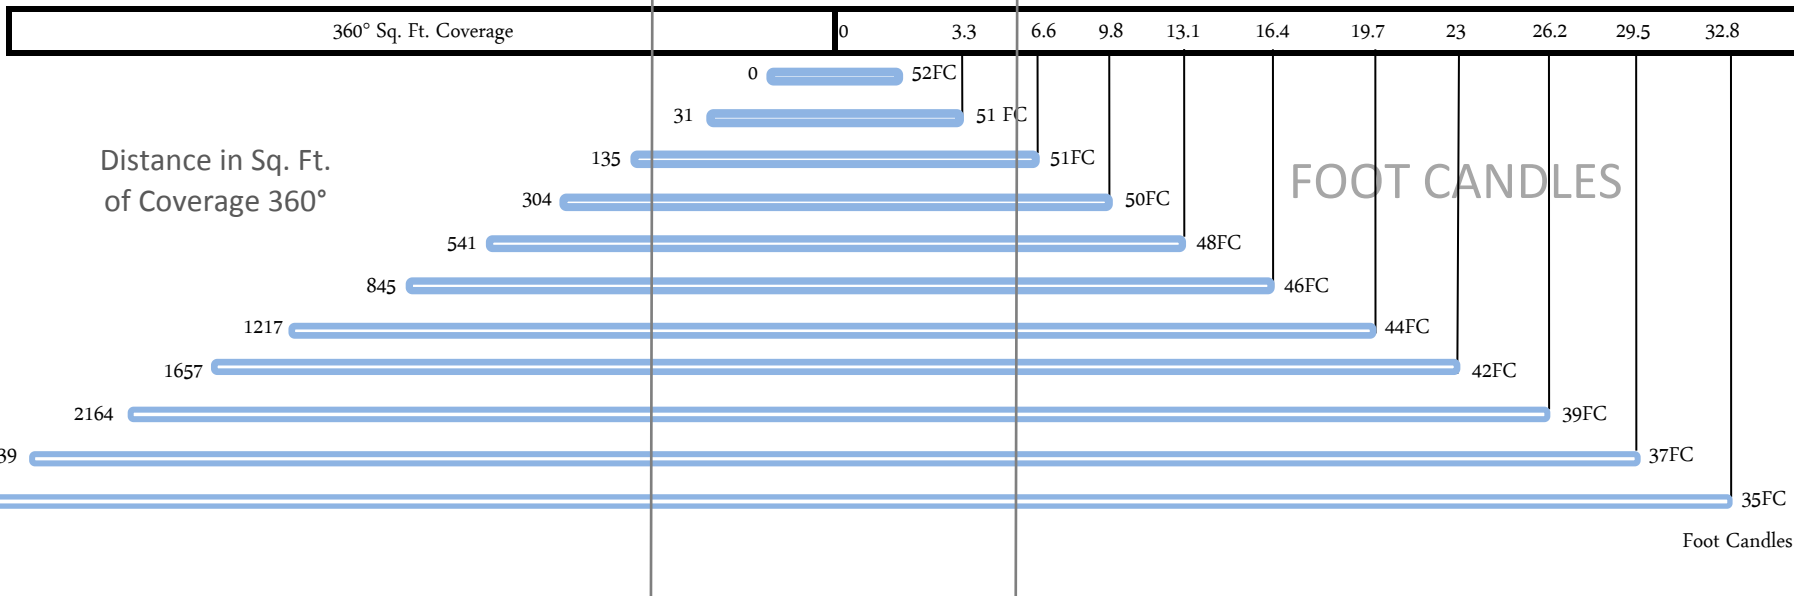 360° Sq. Ft. Coverage 0 3.3 6.6 9.8 13.1 16.4 19.7 23 26.2 29.5 32.8
0 52FC
31 51 FC
Distance in Sq. Ft.
of Coverage 360°
135 51FC
FOOT CANDLES
304 50FC
541 48FC
845 46FC
1217 44FC
1657 42FC
2164 39FC
39 37FC
35FC
Foot Candles